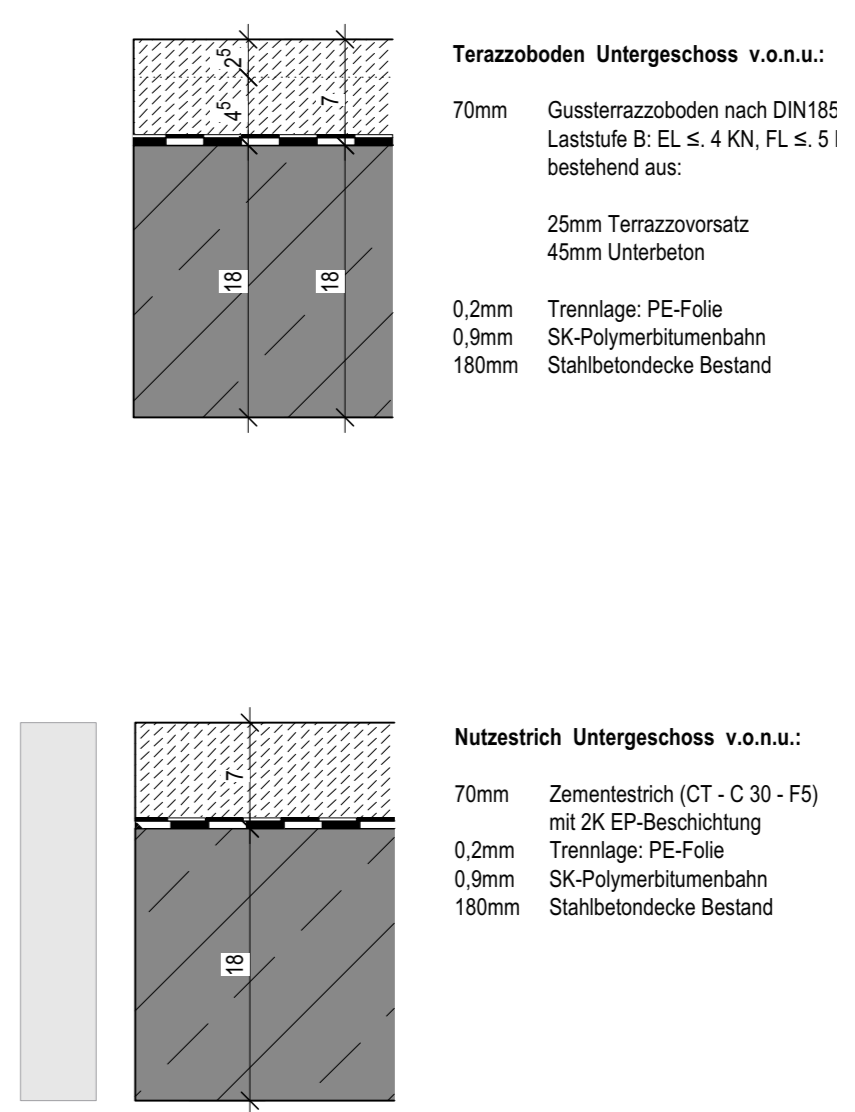 Terazzoboden Untergeschoss v.o.n.u.:
70mm Gussterrazzoboden nach DIN185
Laststufe B: EL ≤. 4 KN, FL ≤. 5
bestehend aus:
25mm Terrazzovorsatz
45mm Unterbeton
0,2mm Trennlage: PE-Folie
0,9mm SK-Polymerbitumenbahn
180mm Stahlbetondecke Bestand
2⁵
4⁵
7
18
18
Nutzestrich Untergeschoss v.o.n.u.:
70mm Zementestrich (CT - C 30 - F5)
mit 2K EP-Beschichtung
0,2mm Trennlage: PE-Folie
0,9mm SK-Polymerbitumenbahn
180mm Stahlbetondecke Bestand
7
18